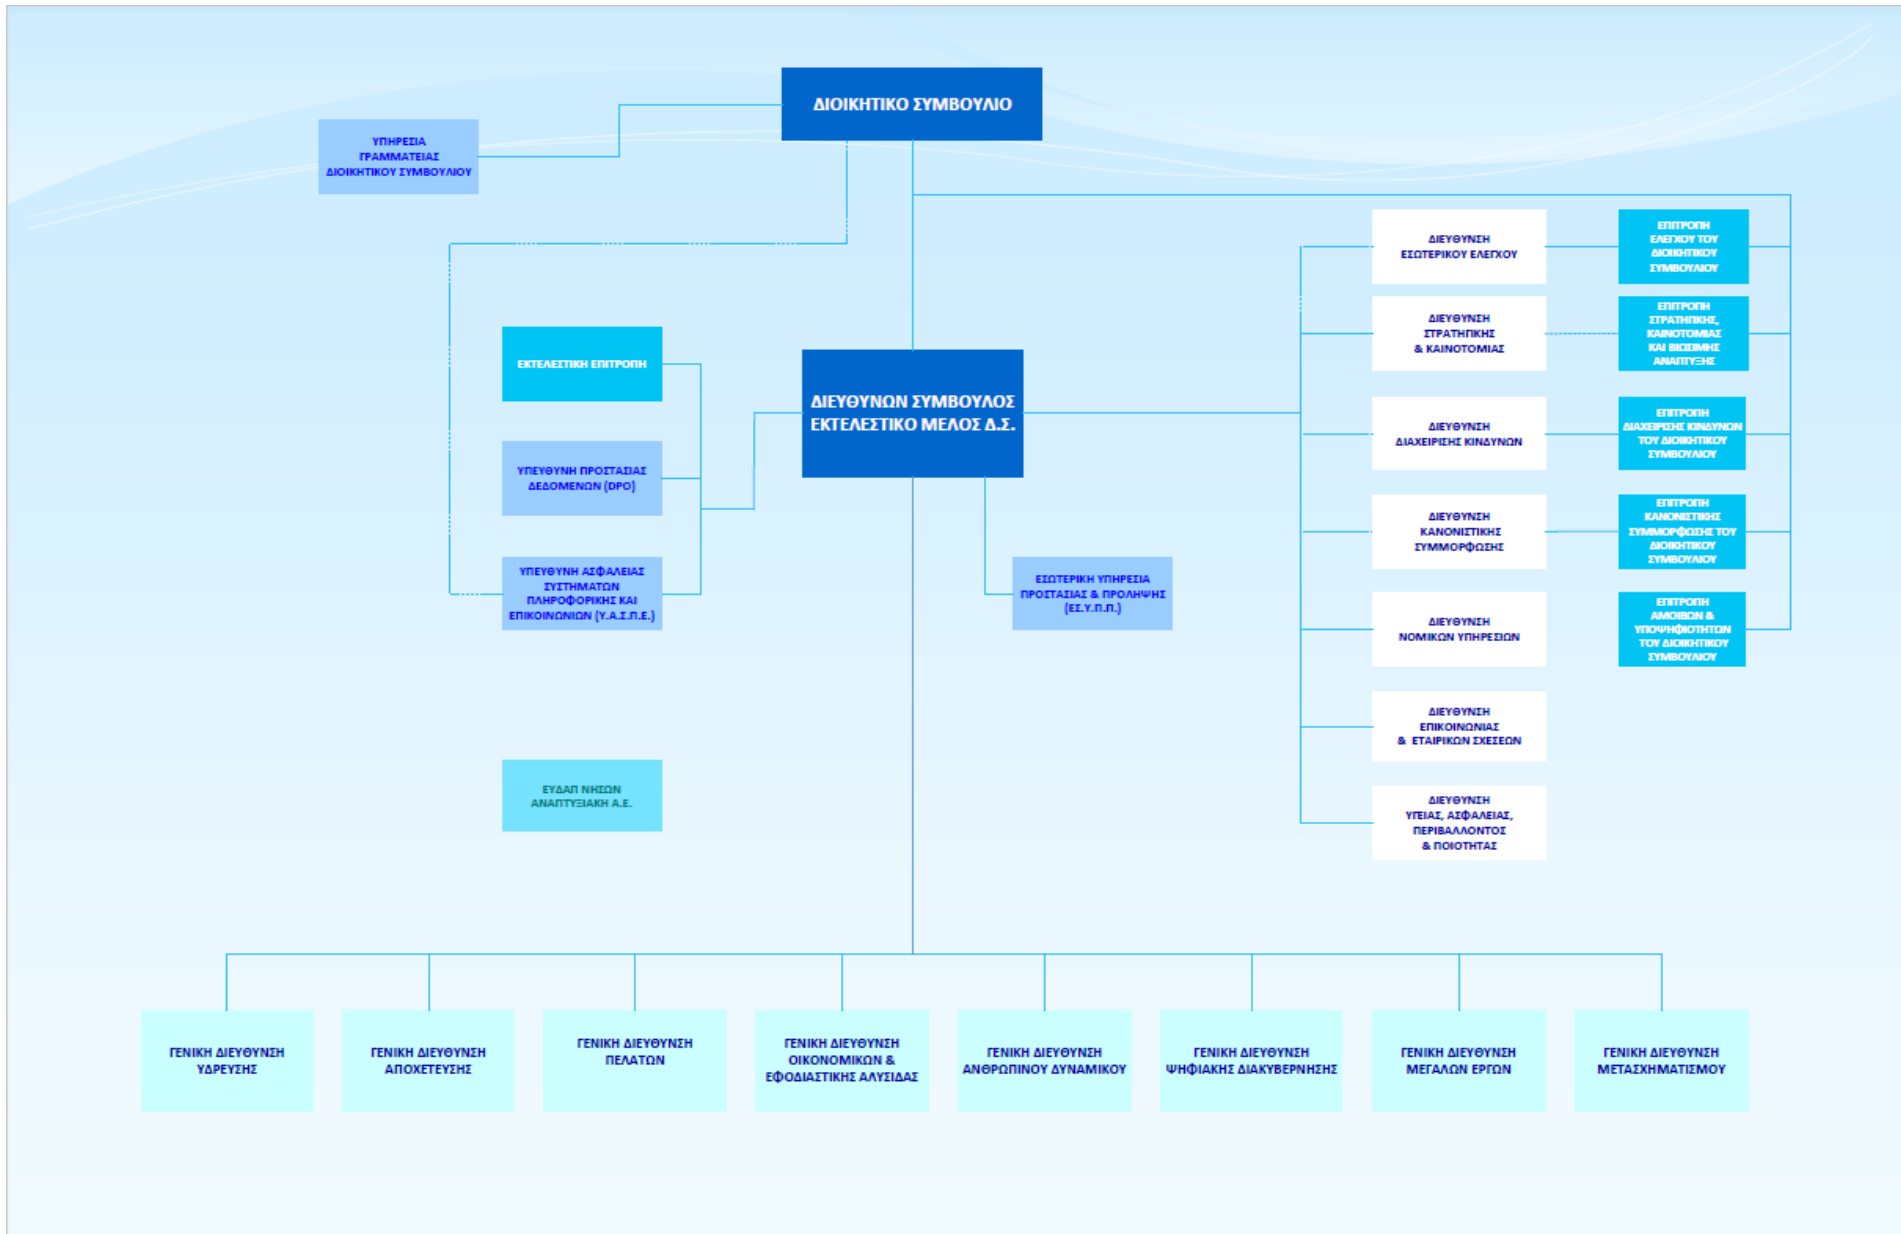 ΔΙΟΙΚΗΤΙΚΟ ΣΥΜΒΟΥΛΙΟ
ΥΠΗΡΕΣΙΑ
ΓΡΑΜΜΑΤΕΙΑΣ
ΔΙΟΙΚΗΤΙΚΟΥ ΣΥΜΒΟΥΛΙΟΥ
ΔΙΕΥΘΥΝΣΗ
ΕΣΩΤΕΡΙΚΟΥ ΕΛΕΓΧΟΥ
ΕΠΙΤΡΟΠΗ
ΕΛΕΓΧΟΥ ΤΟΥ
ΔΙΟΙΚΗΤΙΚΟΥ
ΣΥΜΒΟΥΛΙΟΥ
ΔΙΕΥΘΥΝΣΗ
ΣΤΡΑΤΗΓΙΚΗΣ
& ΚΑΙΝΟΤΟΜΙΑΣ
ΕΠΙΤΡΟΠΗ
ΣΤΡΑΤΗΓΙΚΗΣ,
ΚΑΙΝΟΤΟΜΙΑΣ
ΚΑΙ ΒΙΩΣΙΜΗΣ
ΑΝΑΠΤΥΞΗΣ
ΕΚΤΕΛΕΣΤΙΚΗ ΕΠΙΤΡΟΠΗ
ΔΙΕΥΘΥΝΩΝ ΣΥΜΒΟΥΛΟΣ
ΕΚΤΕΛΕΣΤΙΚΟ ΜΕΛΟΣ Δ.Σ.
ΔΙΕΥΘΥΝΣΗ
ΔΙΑΧΕΙΡΙΣΗΣ ΚΙΝΔΥΝΩΝ
ΕΠΙΤΡΟΠΗ
ΔΙΑΧΕΙΡΙΣΗΣ ΚΙΝΔΥΝΩΝ
ΤΟΥ ΔΙΟΙΚΗΤΙΚΟΥ
ΣΥΜΒΟΥΛΙΟΥ
ΥΠΕΥΘΥΝΗ ΠΡΟΣΤΑΣΙΑΣ
ΔΕΔΟΜΕΝΩΝ (DPO)
ΔΙΕΥΘΥΝΣΗ
ΚΑΝΟΝΙΣΤΙΚΗΣ
ΣΥΜΜΟΡΦΩΣΗΣ
ΕΠΙΤΡΟΠΗ
ΚΑΝΟΝΙΣΤΙΚΗΣ
ΣΥΜΜΟΡΦΩΣΗΣ ΤΟΥ
ΔΙΟΙΚΗΤΙΚΟΥ
ΣΥΜΒΟΥΛΙΟΥ
ΥΠΕΥΘΥΝΗ ΑΣΦΑΛΕΙΑΣ
ΣΥΣΤΗΜΑΤΩΝ
ΠΛΗΡΟΦΟΡΙΚΗΣ ΚΑΙ
ΕΠΙΚΟΙΝΩΝΙΩΝ (Υ.Α.Σ.Π.Ε.)
ΕΣΩΤΕΡΙΚΗ ΥΠΗΡΕΣΙΑ
ΠΡΟΣΤΑΣΙΑΣ & ΠΡΟΛΗΨΗΣ
(ΕΣ.Υ.Π.Π.)
ΔΙΕΥΘΥΝΣΗ
ΝΟΜΙΚΩΝ ΥΠΗΡΕΣΙΩΝ
ΕΠΙΤΡΟΠΗ
ΑΜΟΙΒΩΝ &
ΥΠΟΨΗΦΙΟΤΗΤΩΝ
ΤΟΥ ΔΙΟΙΚΗΤΙΚΟΥ
ΣΥΜΒΟΥΛΙΟΥ
ΔΙΕΥΘΥΝΣΗ
ΕΠΙΚΟΙΝΩΝΙΑΣ
& ΕΤΑΙΡΙΚΩΝ ΣΧΕΣΕΩΝ
ΕΥΔΑΠ ΝΗΣΩΝ
ΑΝΑΠΤΥΞΙΑΚΗ Α.Ε.
ΔΙΕΥΘΥΝΣΗ
ΥΓΕΙΑΣ, ΑΣΦΑΛΕΙΑΣ,
ΠΕΡΙΒΑΛΛΟΝΤΟΣ
& ΠΟΙΟΤΗΤΑΣ
ΓΕΝΙΚΗ ΔΙΕΥΘΥΝΣΗ
ΥΔΡΕΥΣΗΣ
ΓΕΝΙΚΗ ΔΙΕΥΘΥΝΣΗ
ΑΠΟΧΕΤΕΥΣΗΣ
ΓΕΝΙΚΗ ΔΙΕΥΘΥΝΣΗ
ΠΕΛΑΤΩΝ
ΓΕΝΙΚΗ ΔΙΕΥΘΥΝΣΗ
ΟΙΚΟΝΟΜΙΚΩΝ &
ΕΦΟΔΙΑΣΤΙΚΗΣ ΑΛΥΣΙΔΑΣ
ΓΕΝΙΚΗ ΔΙΕΥΘΥΝΣΗ
ΑΝΘΡΩΠΙΝΟΥ ΔΥΝΑΜΙΚΟΥ
ΓΕΝΙΚΗ ΔΙΕΥΘΥΝΣΗ
ΨΗΦΙΑΚΗΣ ΔΙΑΚΥΒΕΡΝΗΣΗΣ
ΓΕΝΙΚΗ ΔΙΕΥΘΥΝΣΗ
ΜΕΓΑΛΩΝ ΕΡΓΩΝ
ΓΕΝΙΚΗ ΔΙΕΥΘΥΝΣΗ
ΜΕΤΑΣΧΗΜΑΤΙΣΜΟΥ